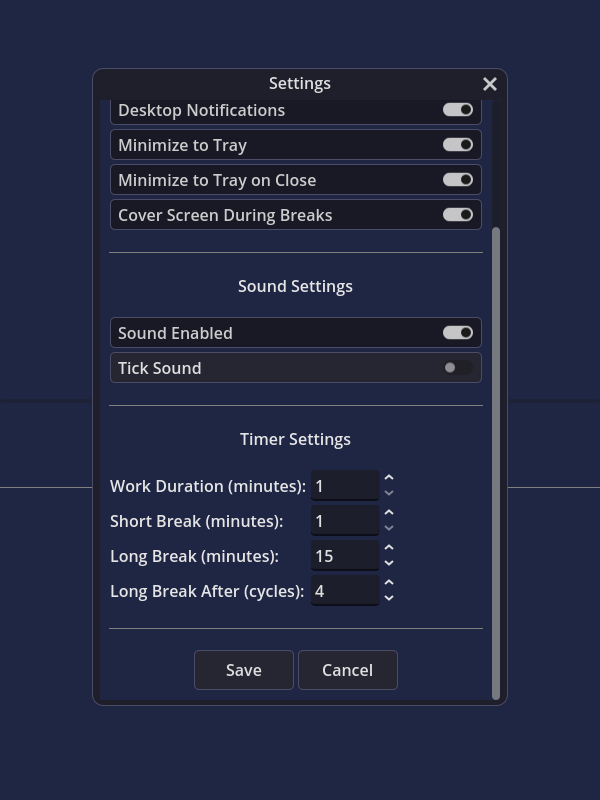 Settings
Desktop Notifications
Minimize to Tray
Minimize to Tray on Close
Cover Screen During Breaks
Sound Settings
Sound Enabled
Tick Sound
Timer Settings
Work Duration (minutes): 1
Short Break (minutes): 1
Long Break (minutes): 15
Long Break After (cycles): 4
Save Cancel